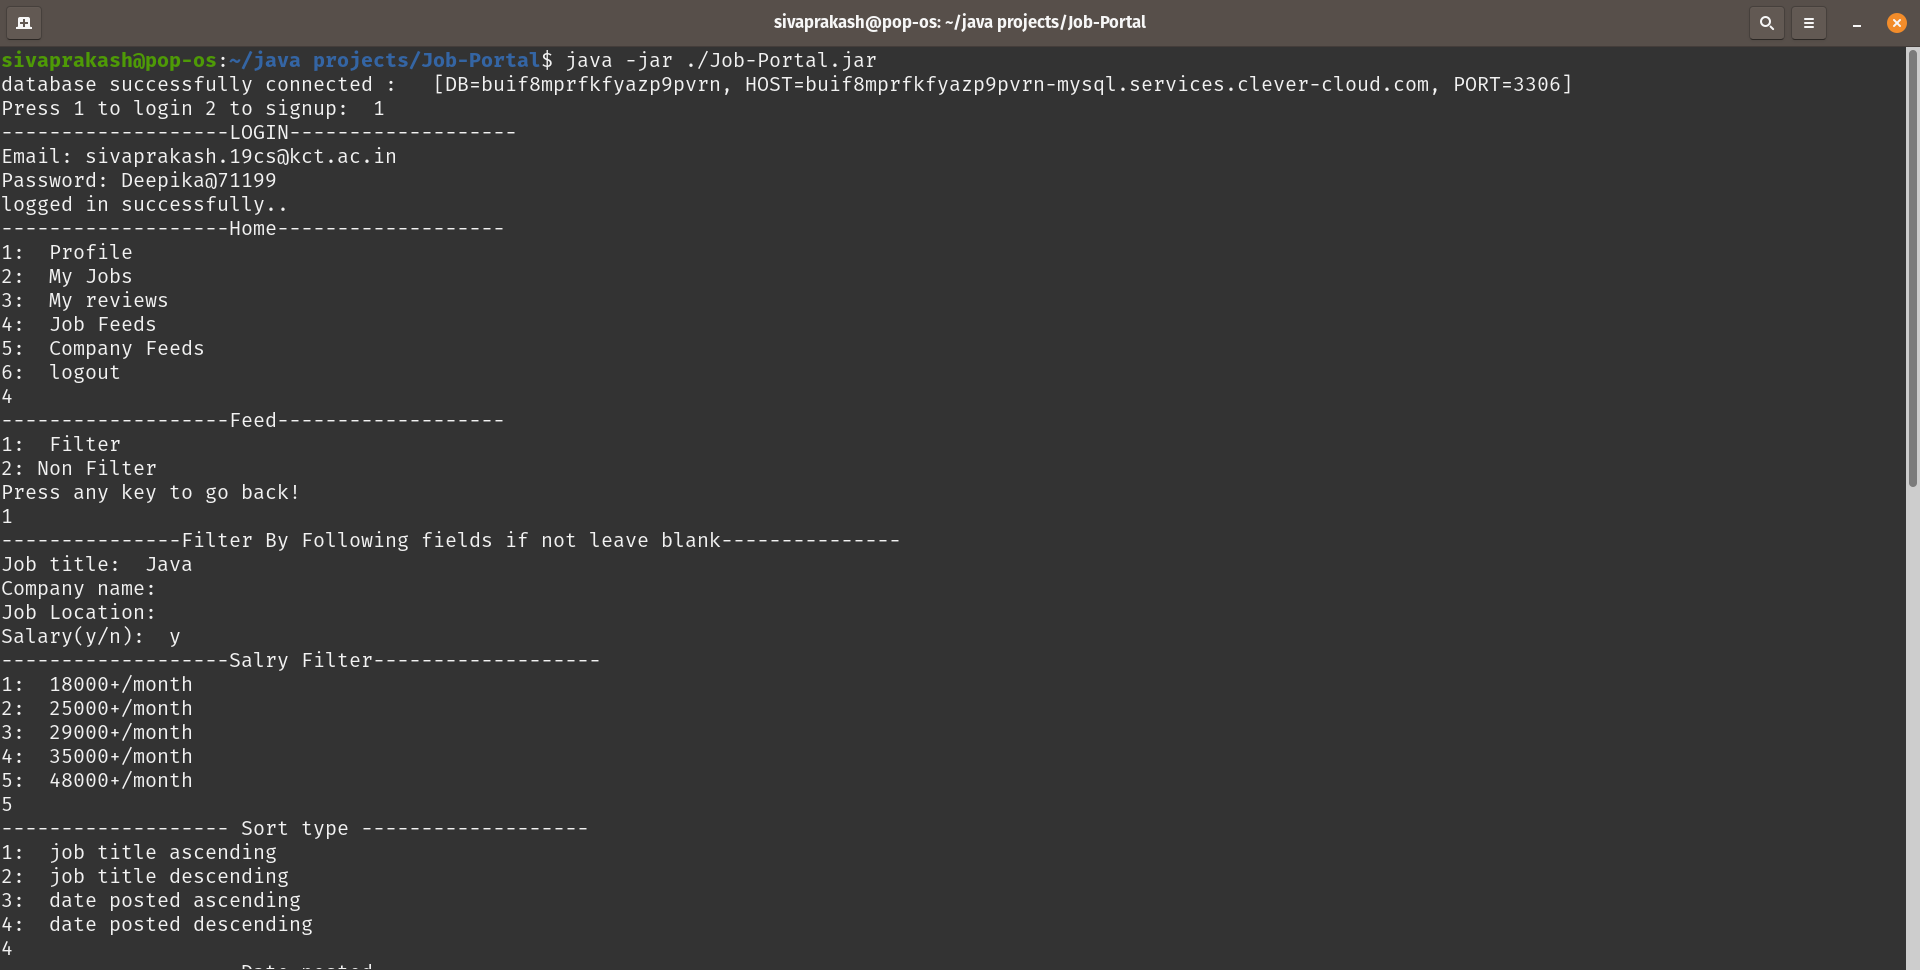 sivaprakash@pop-os: ~/java projects/Job-Portal
sivaprakash@pop-os:~/java projects/Job-Portal$ java -jar ./Job-Portal.jar
database successfully connected :   [DB=buif8mprfkfyazp9pvrn, HOST=buif8mprfkfyazp9pvrn-mysql.services.clever-cloud.com, PORT=3306]
Press 1 to login 2 to signup:  1
-------------------LOGIN-------------------
Email: sivaprakash.19cs@kct.ac.in
Password: Deepika@71199
logged in successfully..
-------------------Home-------------------
1:  Profile
2:  My Jobs
3:  My reviews
4:  Job Feeds
5:  Company Feeds
6:  logout
4
-------------------Feed-------------------
1:  Filter
2: Non Filter
Press any key to go back!
1
---------------Filter By Following fields if not leave blank---------------
Job title:  Java
Company name:
Job Location:
Salary(y/n):  y
-------------------Salry Filter-------------------
1:  18000+/month
2:  25000+/month
3:  29000+/month
4:  35000+/month
5:  48000+/month
5
------------------- Sort type -------------------
1:  job title ascending
2:  job title descending
3:  date posted ascending
4:  date posted descending
4
Date posted